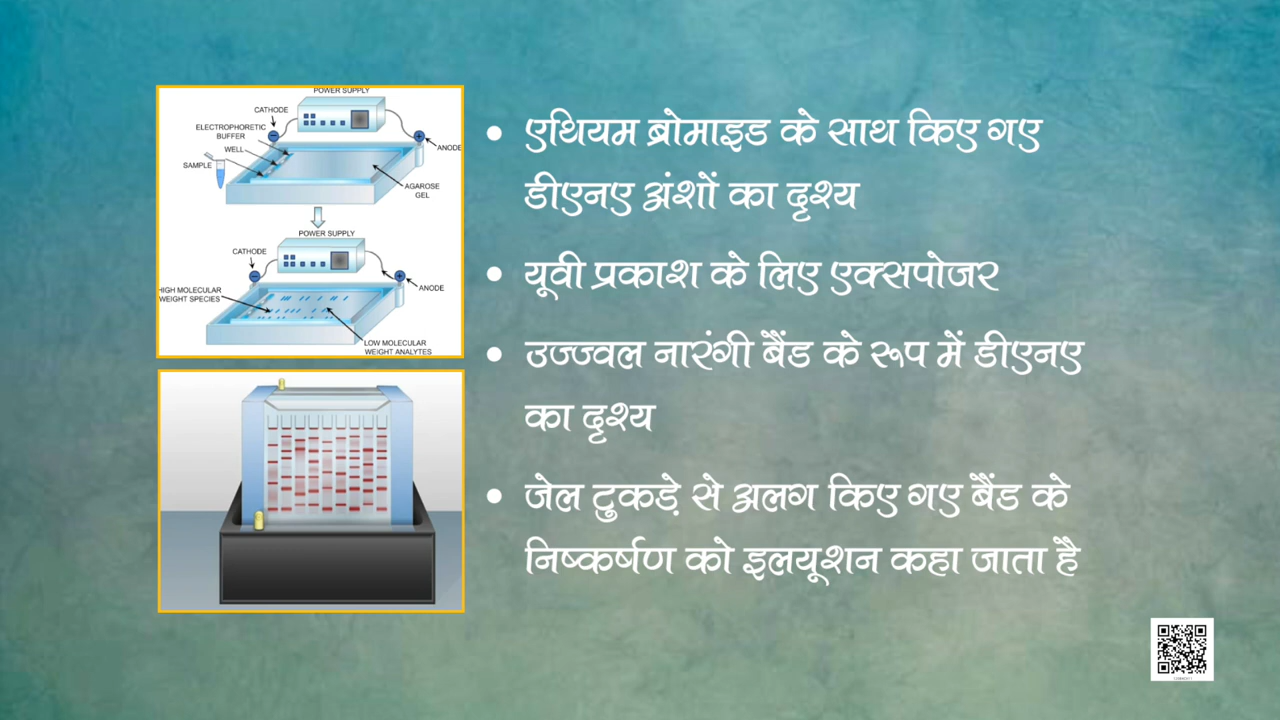 POWER SUPPLY
CATHODE
ELECTROPHORETIC
BUFFER
WELL
SAMPLE
ANODE
AGAROSE
GEL
POWER SUPPLY
CATHODE
ANODE
HIGH MOLECULAR
WEIGHT SPECIES
LOW MOLECULAR
WEIGHT ANALYTES
• एथियम ब्रोमाइड के साथ किए गए
डीएनए अंशों का दृश्य
• यूवी प्रकाश के लिए एक्सपोजर
• उज्ज्वल नारंगी बैंड के रूप में डीएनए
का दृश्य
• जेल टुकड़े से अलग किए गए बैंड के
निष्कर्षण को इलयूशन कहा जाता है